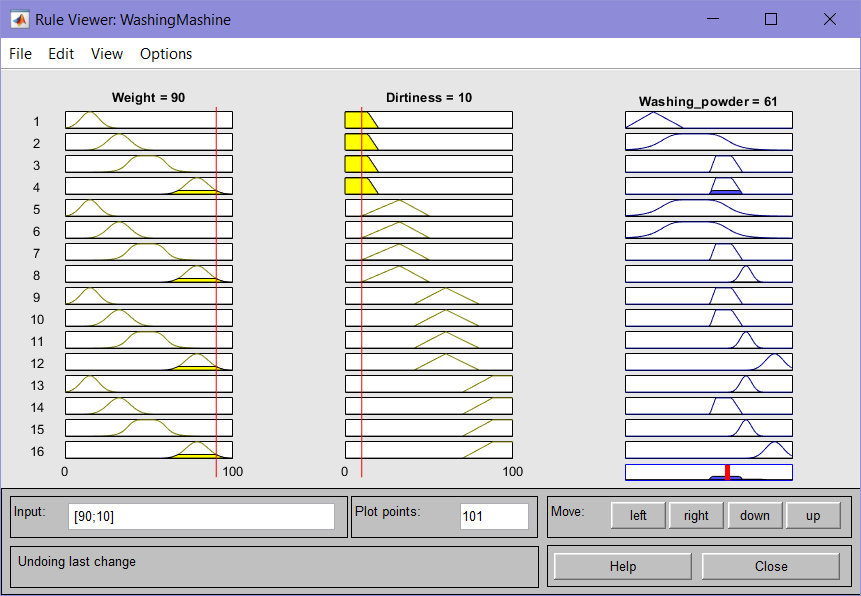 Rule Viewer: WashingMashine
File Edit View Options
Weight = 90 Dirtiness = 10 Washing_powder = 61
1
2
3
4
5
6
7
8
9
10
11
12
13
14
15
16
0 100 0 100
Input: [90;10] Plot points: 101 Move: left right down up
Undoing last change Help Close